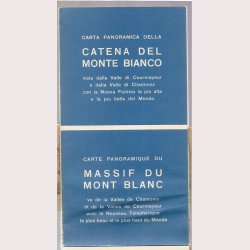 CARTA PANORAMICA DELLA
CATENA DEL
MONTE BIANCO
vista dalla Valle di Courmayeur
e dalla Valle di Chamonix
con la Nuova Funivia la più alta
e la più bella del Mondo
CARTE PANORAMIQUE DU
MASSIF DU
MONT BLANC
vu de la Vallée de Chamonix
et de la Vallée de Courmayeur
avec le Nouveau Téléphérique
le plus beau et le plus haut du Monde